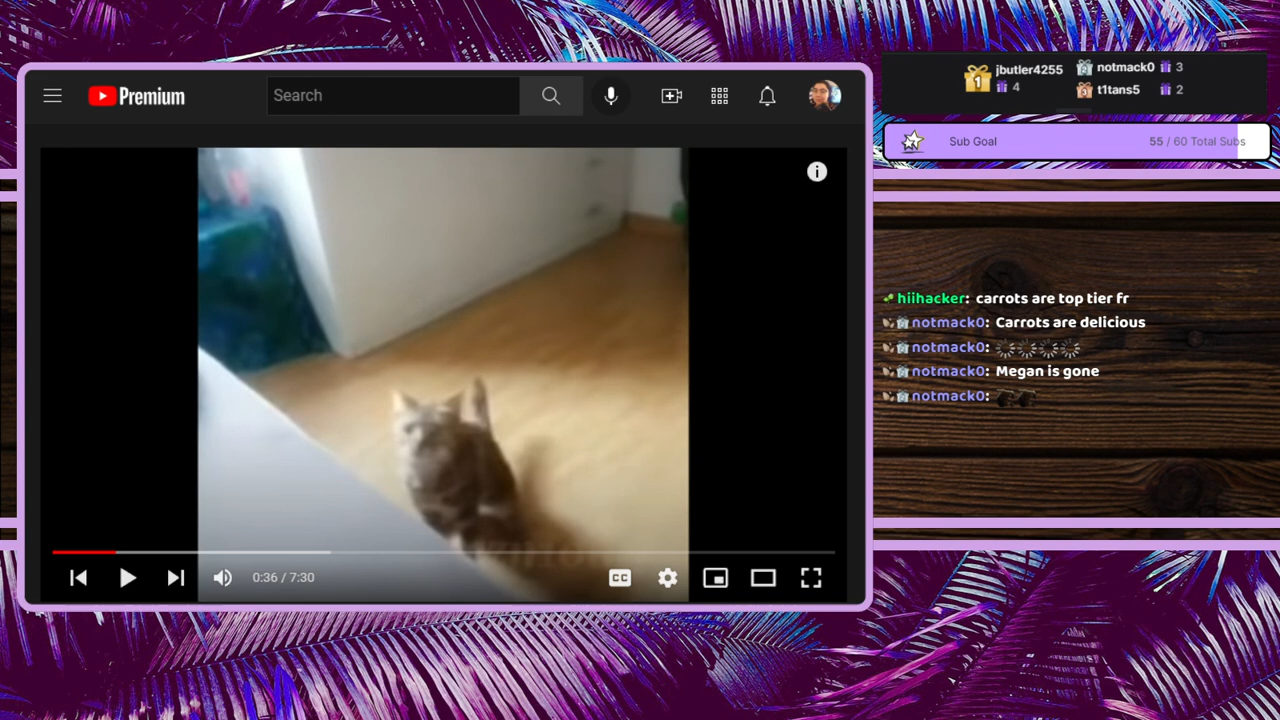 Premium
Search
jbutler4255
4
notmack0 3
t1tans5 2
Sub Goal 55 / 60 Total Subs
hiihacker: carrots are top tier fr
notmack0: Carrots are delicious
notmack0:
notmack0: Megan is gone
notmack0:
0:36 / 7:30
CC